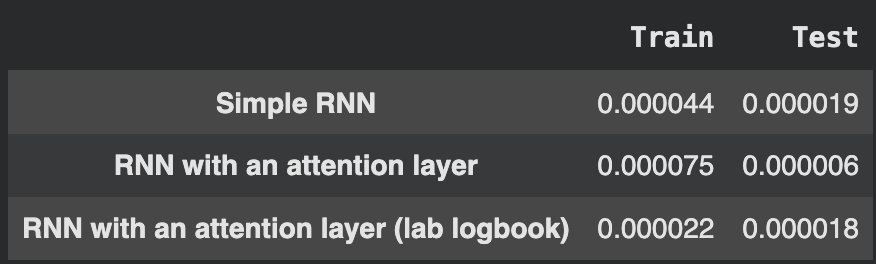 Train Test
Simple RNN 0.000044 0.000019
RNN with an attention layer 0.000075 0.000006
RNN with an attention layer (lab logbook) 0.000022 0.000018